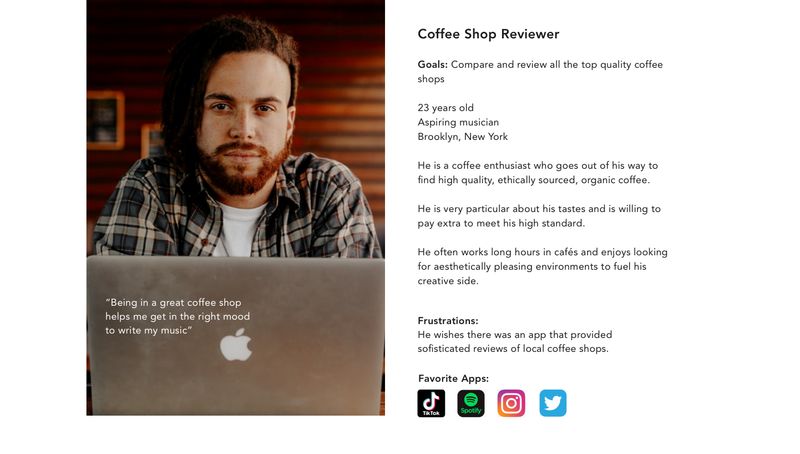 Coffee Shop Reviewer
Goals: Compare and review all the top quality coffee
shops
23 years old
Aspiring musician
Brooklyn, New York
He is a coffee enthusiast who goes out of his way to
find high quality, ethically sourced, organic coffee.
He is very particular about his tastes and is willing to
pay extra to meet his high standard.
He often works long hours in cafés and enjoys looking
for aesthetically pleasing environments to fuel his
creative side.
Frustrations:
He wishes there was an app that provided
sofisticated reviews of local coffee shops.
Favorite Apps:
TikTok
Spotify
“Being in a great coffee shop
helps me get in the right mood
to write my music”